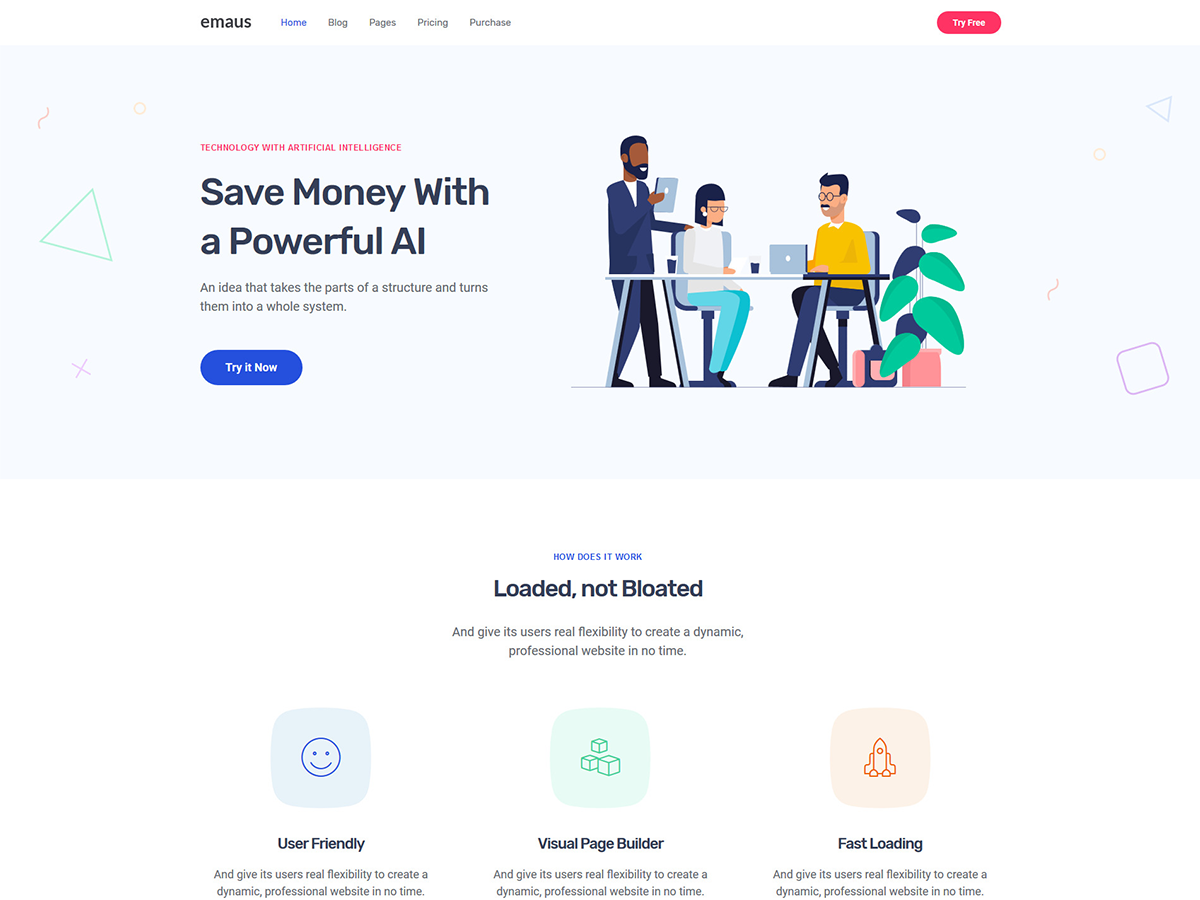 emaus
Home Blog Pages Pricing Purchase
Try Free
TECHNOLOGY WITH ARTIFICIAL INTELLIGENCE
Save Money With
a Powerful AI
An idea that takes the parts of a structure and turns
them into a whole system.
Try it Now
HOW DOES IT WORK
Loaded, not Bloated
And give its users real flexibility to create a dynamic,
professional website in no time.
User Friendly
And give its users real flexibility to create a
dynamic, professional website in no time.
Visual Page Builder
And give its users real flexibility to create a
dynamic, professional website in no time.
Fast Loading
And give its users real flexibility to create a
dynamic, professional website in no time.